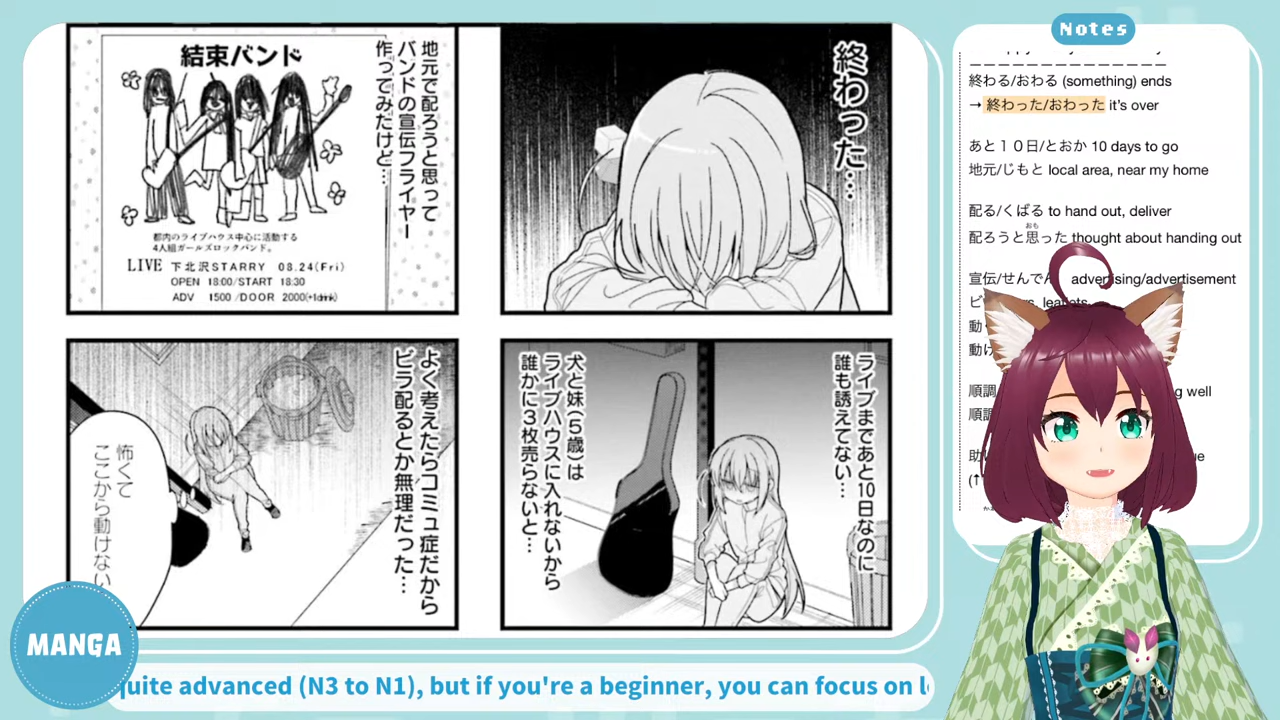 Notes
終わった…
ライブまであと10日なのに
誰も誘えてない…
犬と妹(5歳)は
ライブハウスに入れないから
誰かに3枚売らないと…
地元で配ろうと思って
バンドの宣伝フライヤー
作ってみたけど…
結束バンド
都内のライブハウス中心に活動する
4人組ガールズロックバンド。
LIVE 下北沢STARRY 08.24(Fri)
OPEN 18:00/START 18:30
ADV 1500/DOOR 2000(+1drink)
よく考えたらコミュ症だから
ビラ配るとか無理だった…
怖くて
ここから動けない
終わる/おわる (something) ends
→ 終わった/おわった it's over
あと10日/とおか 10 days to go
地元/じもと local area, near my home
配る/くばる to hand out, deliver
おも
配ろうと思った thought about handing out
宣伝/せんでん advertising/advertisement
ビ
leaflets
動
動け
順調
g well
順調
助
(↑
MANGA
quite advanced (N3 to N1), but if you're a beginner, you can focus on